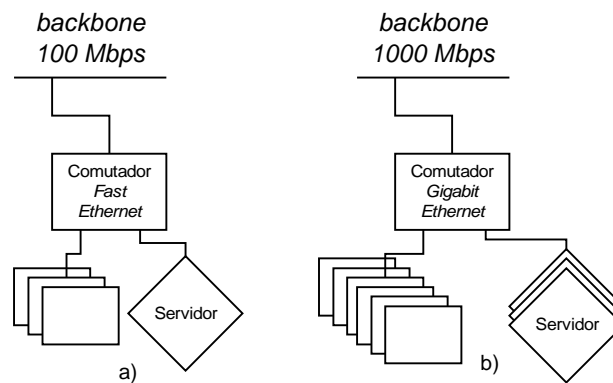 backbone
100 Mbps
Comutador
Fast
Ethernet
Servidor
a)
backbone
1000 Mbps
Comutador
Gigabit
Ethernet
Servidor
b)